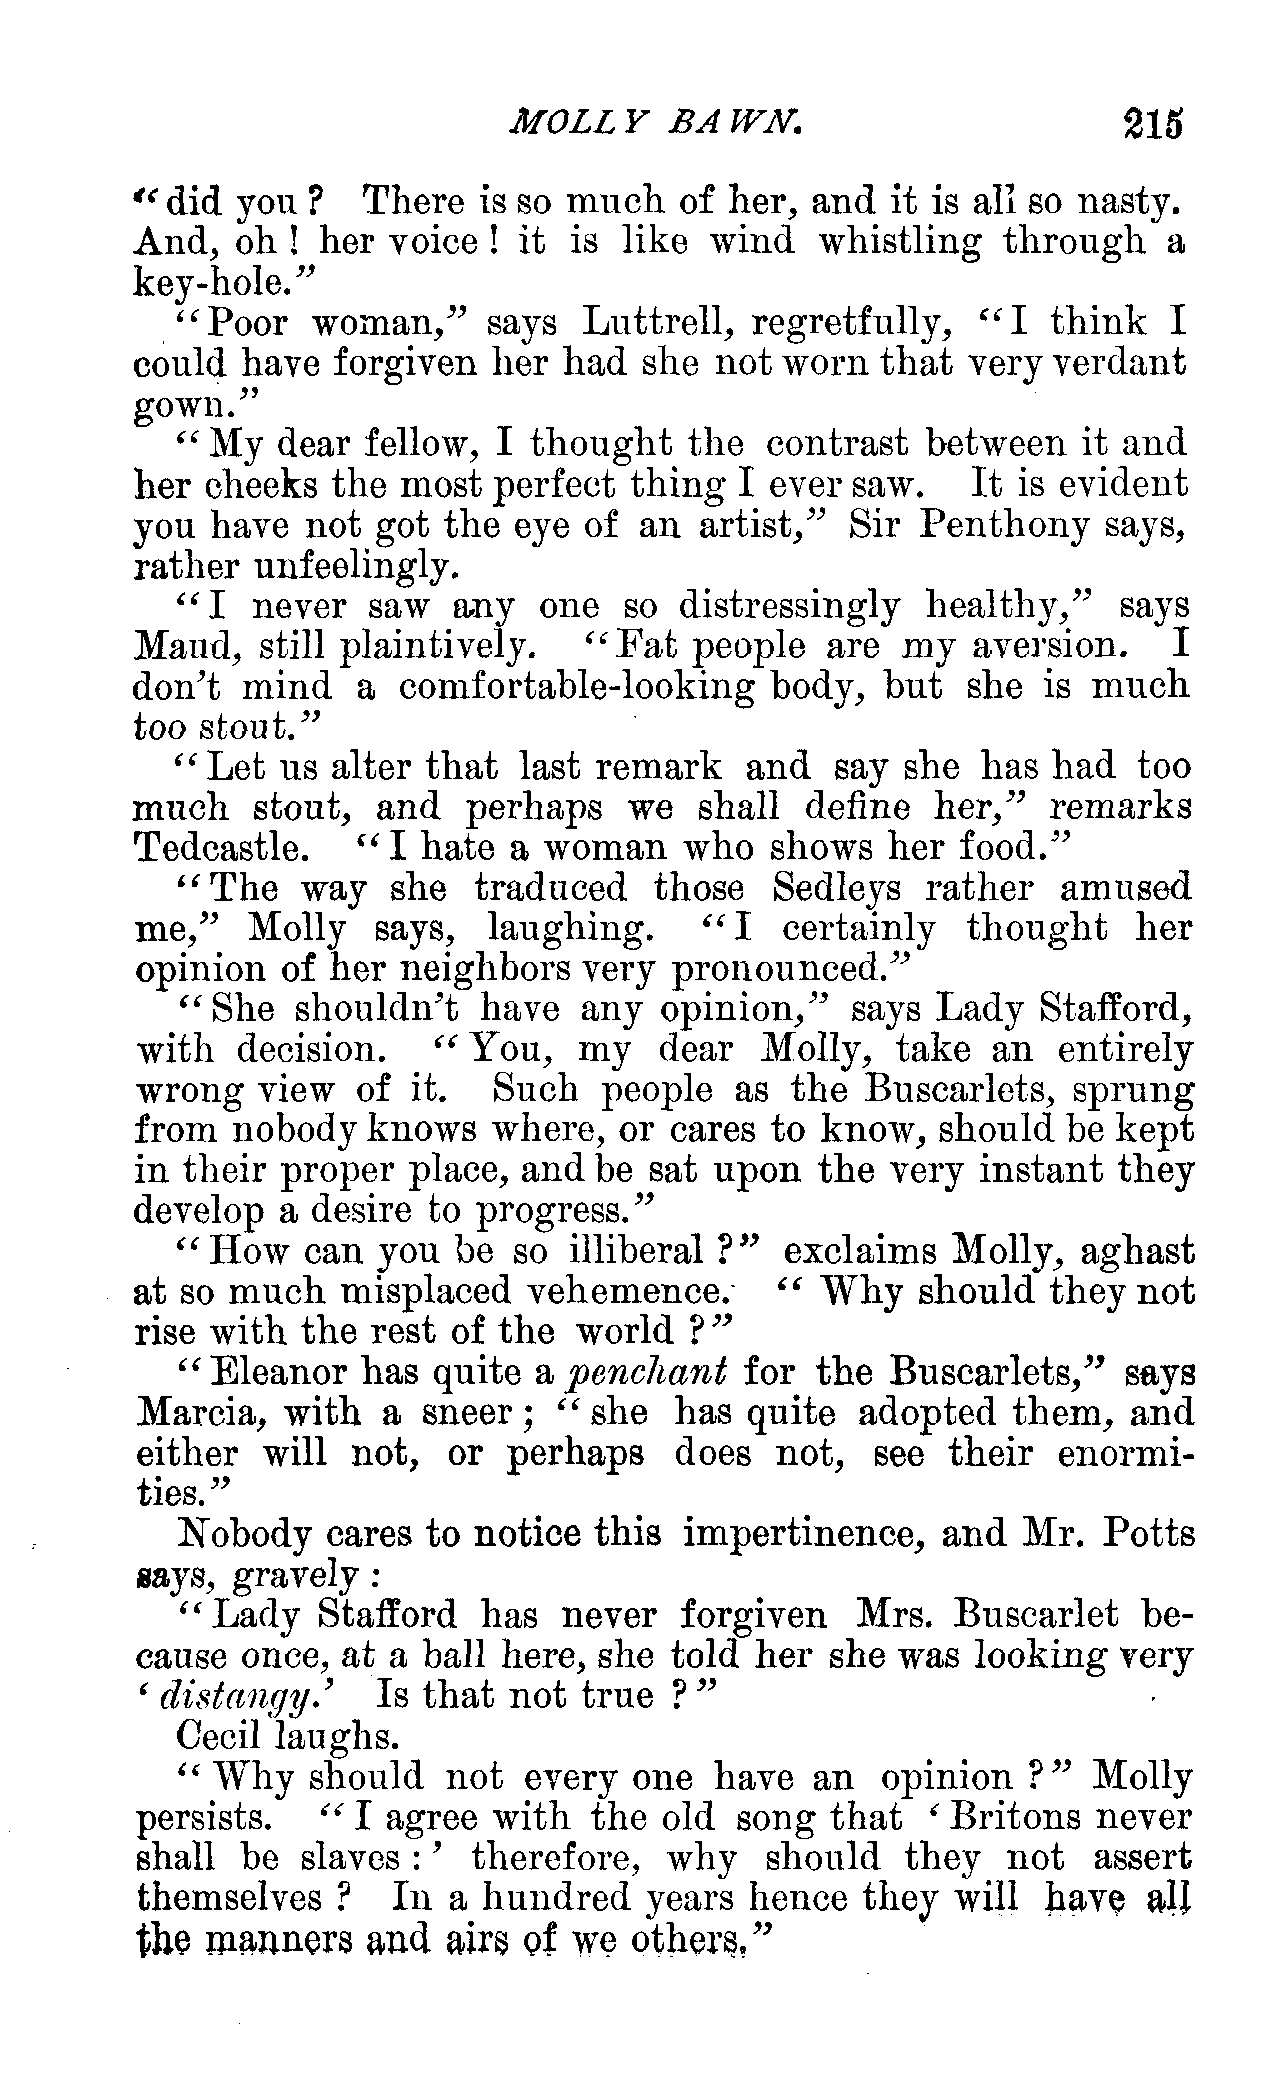 MOLLY BAWN. 215
"did you? There is so much of her, and it is all so nasty.
And, oh! her voice! it is like wind whistling through a
key-hole."
"Poor woman," says Luttrell, regretfully, "I think I
could have forgiven her had she not worn that very verdant
gown."
"My dear fellow, I thought the contrast between it and
her cheeks the most perfect thing I ever saw. It is evident
you have not got the eye of an artist," Sir Penthony says,
rather unfeelingly.
"I never saw any one so distressingly healthy," says
Maud, still plaintively. "Fat people are my aversion. I
don't mind a comfortable-looking body, but she is much
too stout."
"Let us alter that last remark and say she has had too
much stout, and perhaps we shall define her," remarks
Tedcastle. "I hate a woman who shows her food."
"The way she traduced those Sedleys rather amused
me," Molly says, laughing. "I certainly thought her
opinion of her neighbors very pronounced."
"She shouldn't have any opinion," says Lady Stafford,
with decision. "You, my dear Molly, take an entirely
wrong view of it. Such people as the Buscarlets, sprung
from nobody knows where, or cares to know, should be kept
in their proper place, and be sat upon the very instant they
develop a desire to progress."
"How can you be so illiberal?" exclaims Molly, aghast
at so much misplaced vehemence. "Why should they not
rise with the rest of the world?"
"Eleanor has quite a penchant for the Buscarlets," says
Marcia, with a sneer; "she has quite adopted them, and
either will not, or perhaps does not, see their enormi-
ties."
Nobody cares to notice this impertinence, and Mr. Potts
says, gravely:
"Lady Stafford has never forgiven Mrs. Buscarlet be-
cause once, at a ball here, she told her she was looking very
'distangy.' Is that not true?"
Cecil laughs.
"Why should not every one have an opinion?" Molly
persists. "I agree with the old song that 'Britons never
shall be slaves:' therefore, why should they not assert
themselves? In a hundred years hence they will have all
the manners and airs of we others."